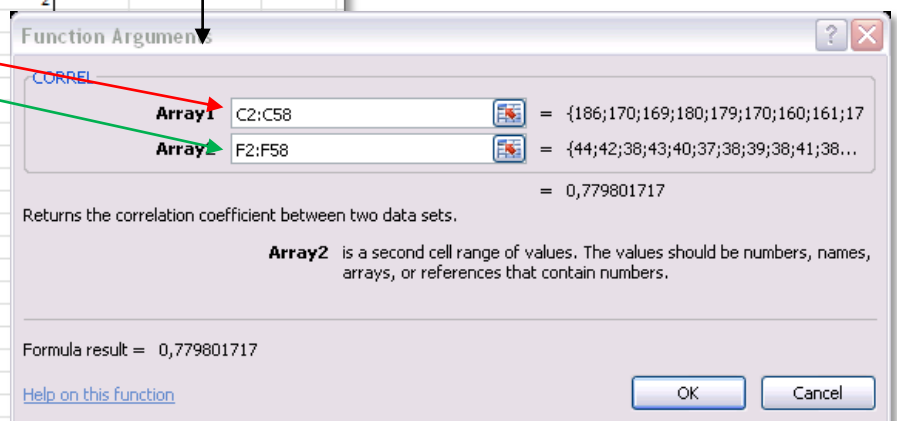 2
Function Arguments
CORREL
Array1 C2:C58 = {186;170;169;180;179;170;160;161;17
Array2 F2:F58 = {44;42;38;43;40;37;38;39;38;41;38...
= 0,779801717
Returns the correlation coefficient between two data sets.
Array2 is a second cell range of values. The values should be numbers, names,
arrays, or references that contain numbers.
Formula result = 0,779801717
Help on this function
OK Cancel